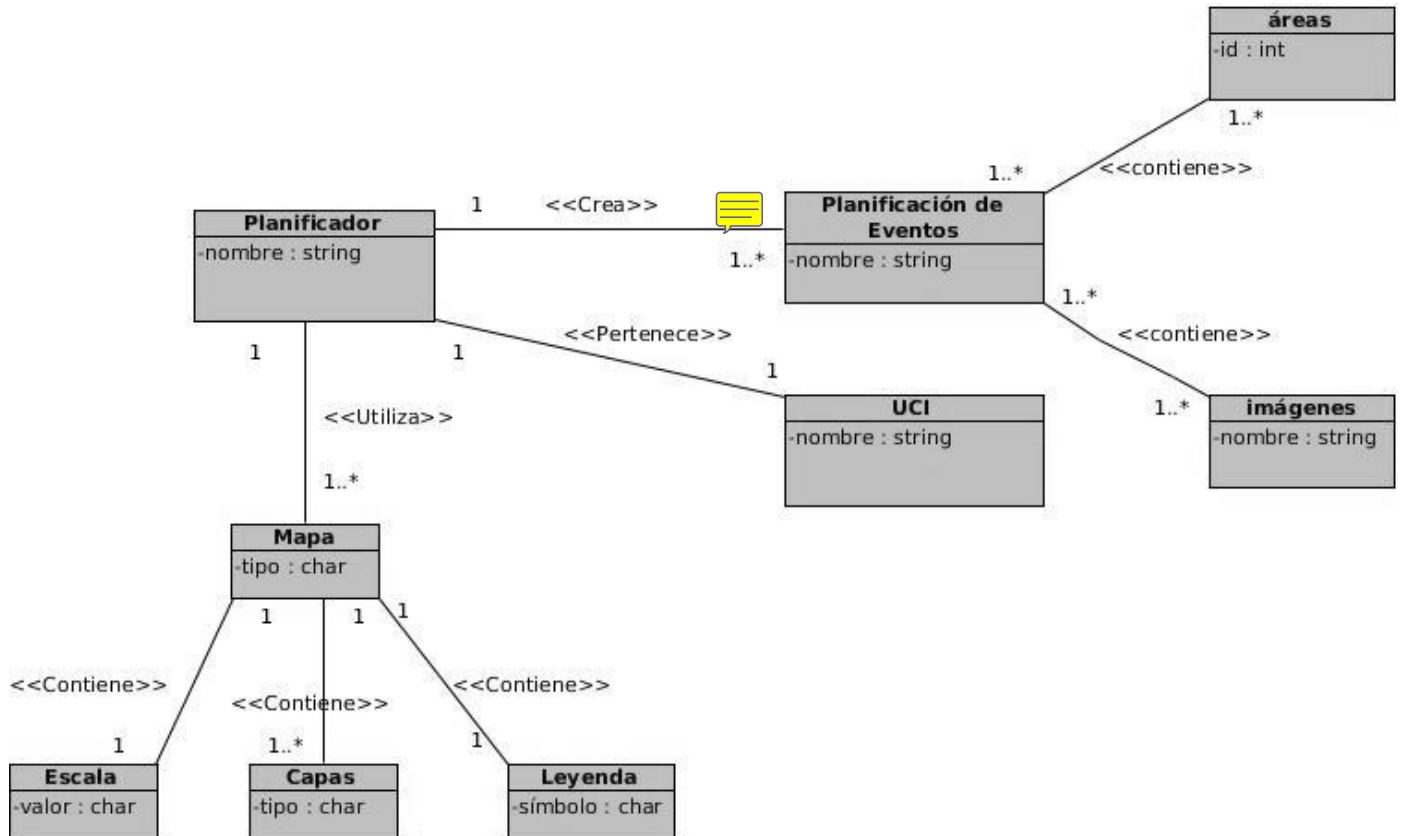 áreas
-id : int
1..*
<<contiene>>
1..*
1
<<Crea>>
1..*
Planificador
-nombre : string
Planificación de
Eventos
-nombre : string
1..*
<<contiene>>
1..*
imágenes
-nombre : string
1
<<Pertenece>>
1
UCI
-nombre : string
1
<<Utiliza>>
1..*
Mapa
-tipo : char
1
1
1
<<Contiene>>
<<Contiene>>
<<Contiene>>
1
1..*
1
Escala
-valor : char
Capas
-tipo : char
Leyenda
-símbolo : char